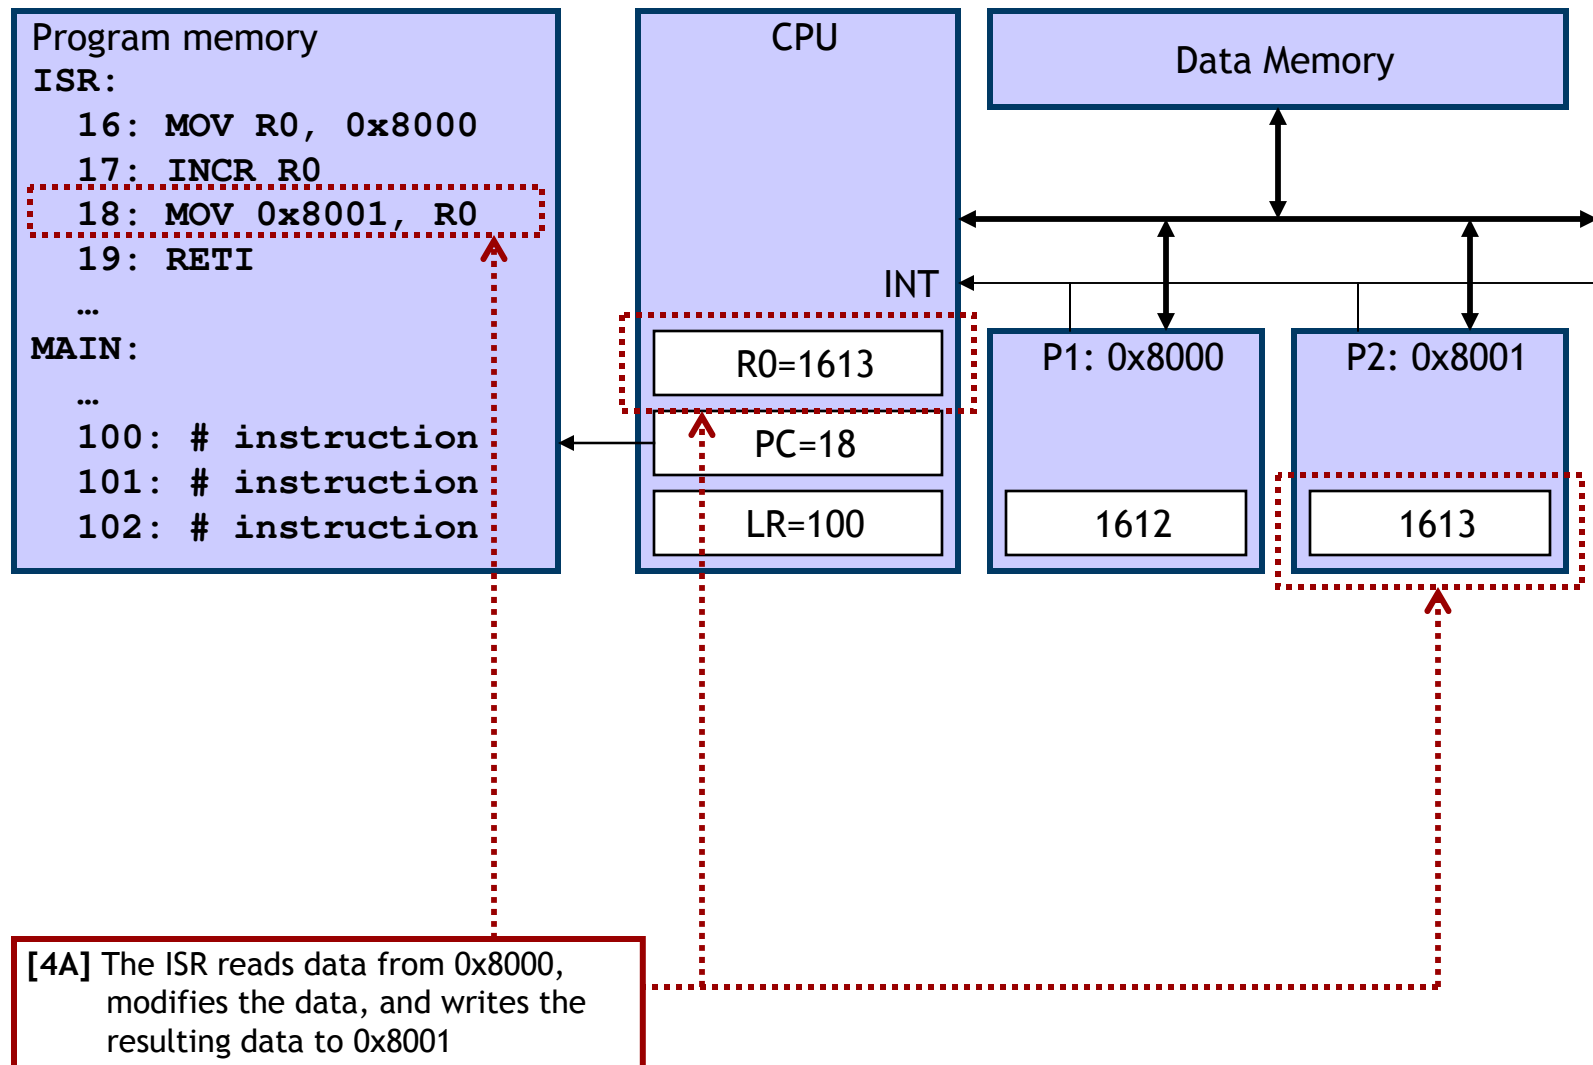 Program memory
ISR:
16: MOV R0, 0x8000
17: INCR R0
18: MOV 0x8001, R0
19: RETI
…
MAIN:
…
100: # instruction
101: # instruction
102: # instruction
CPU
INT
R0=1613
PC=18
LR=100
Data Memory
P1: 0x8000
1612
P2: 0x8001
1613
[4A] The ISR reads data from 0x8000,
modifies the data, and writes the
resulting data to 0x8001